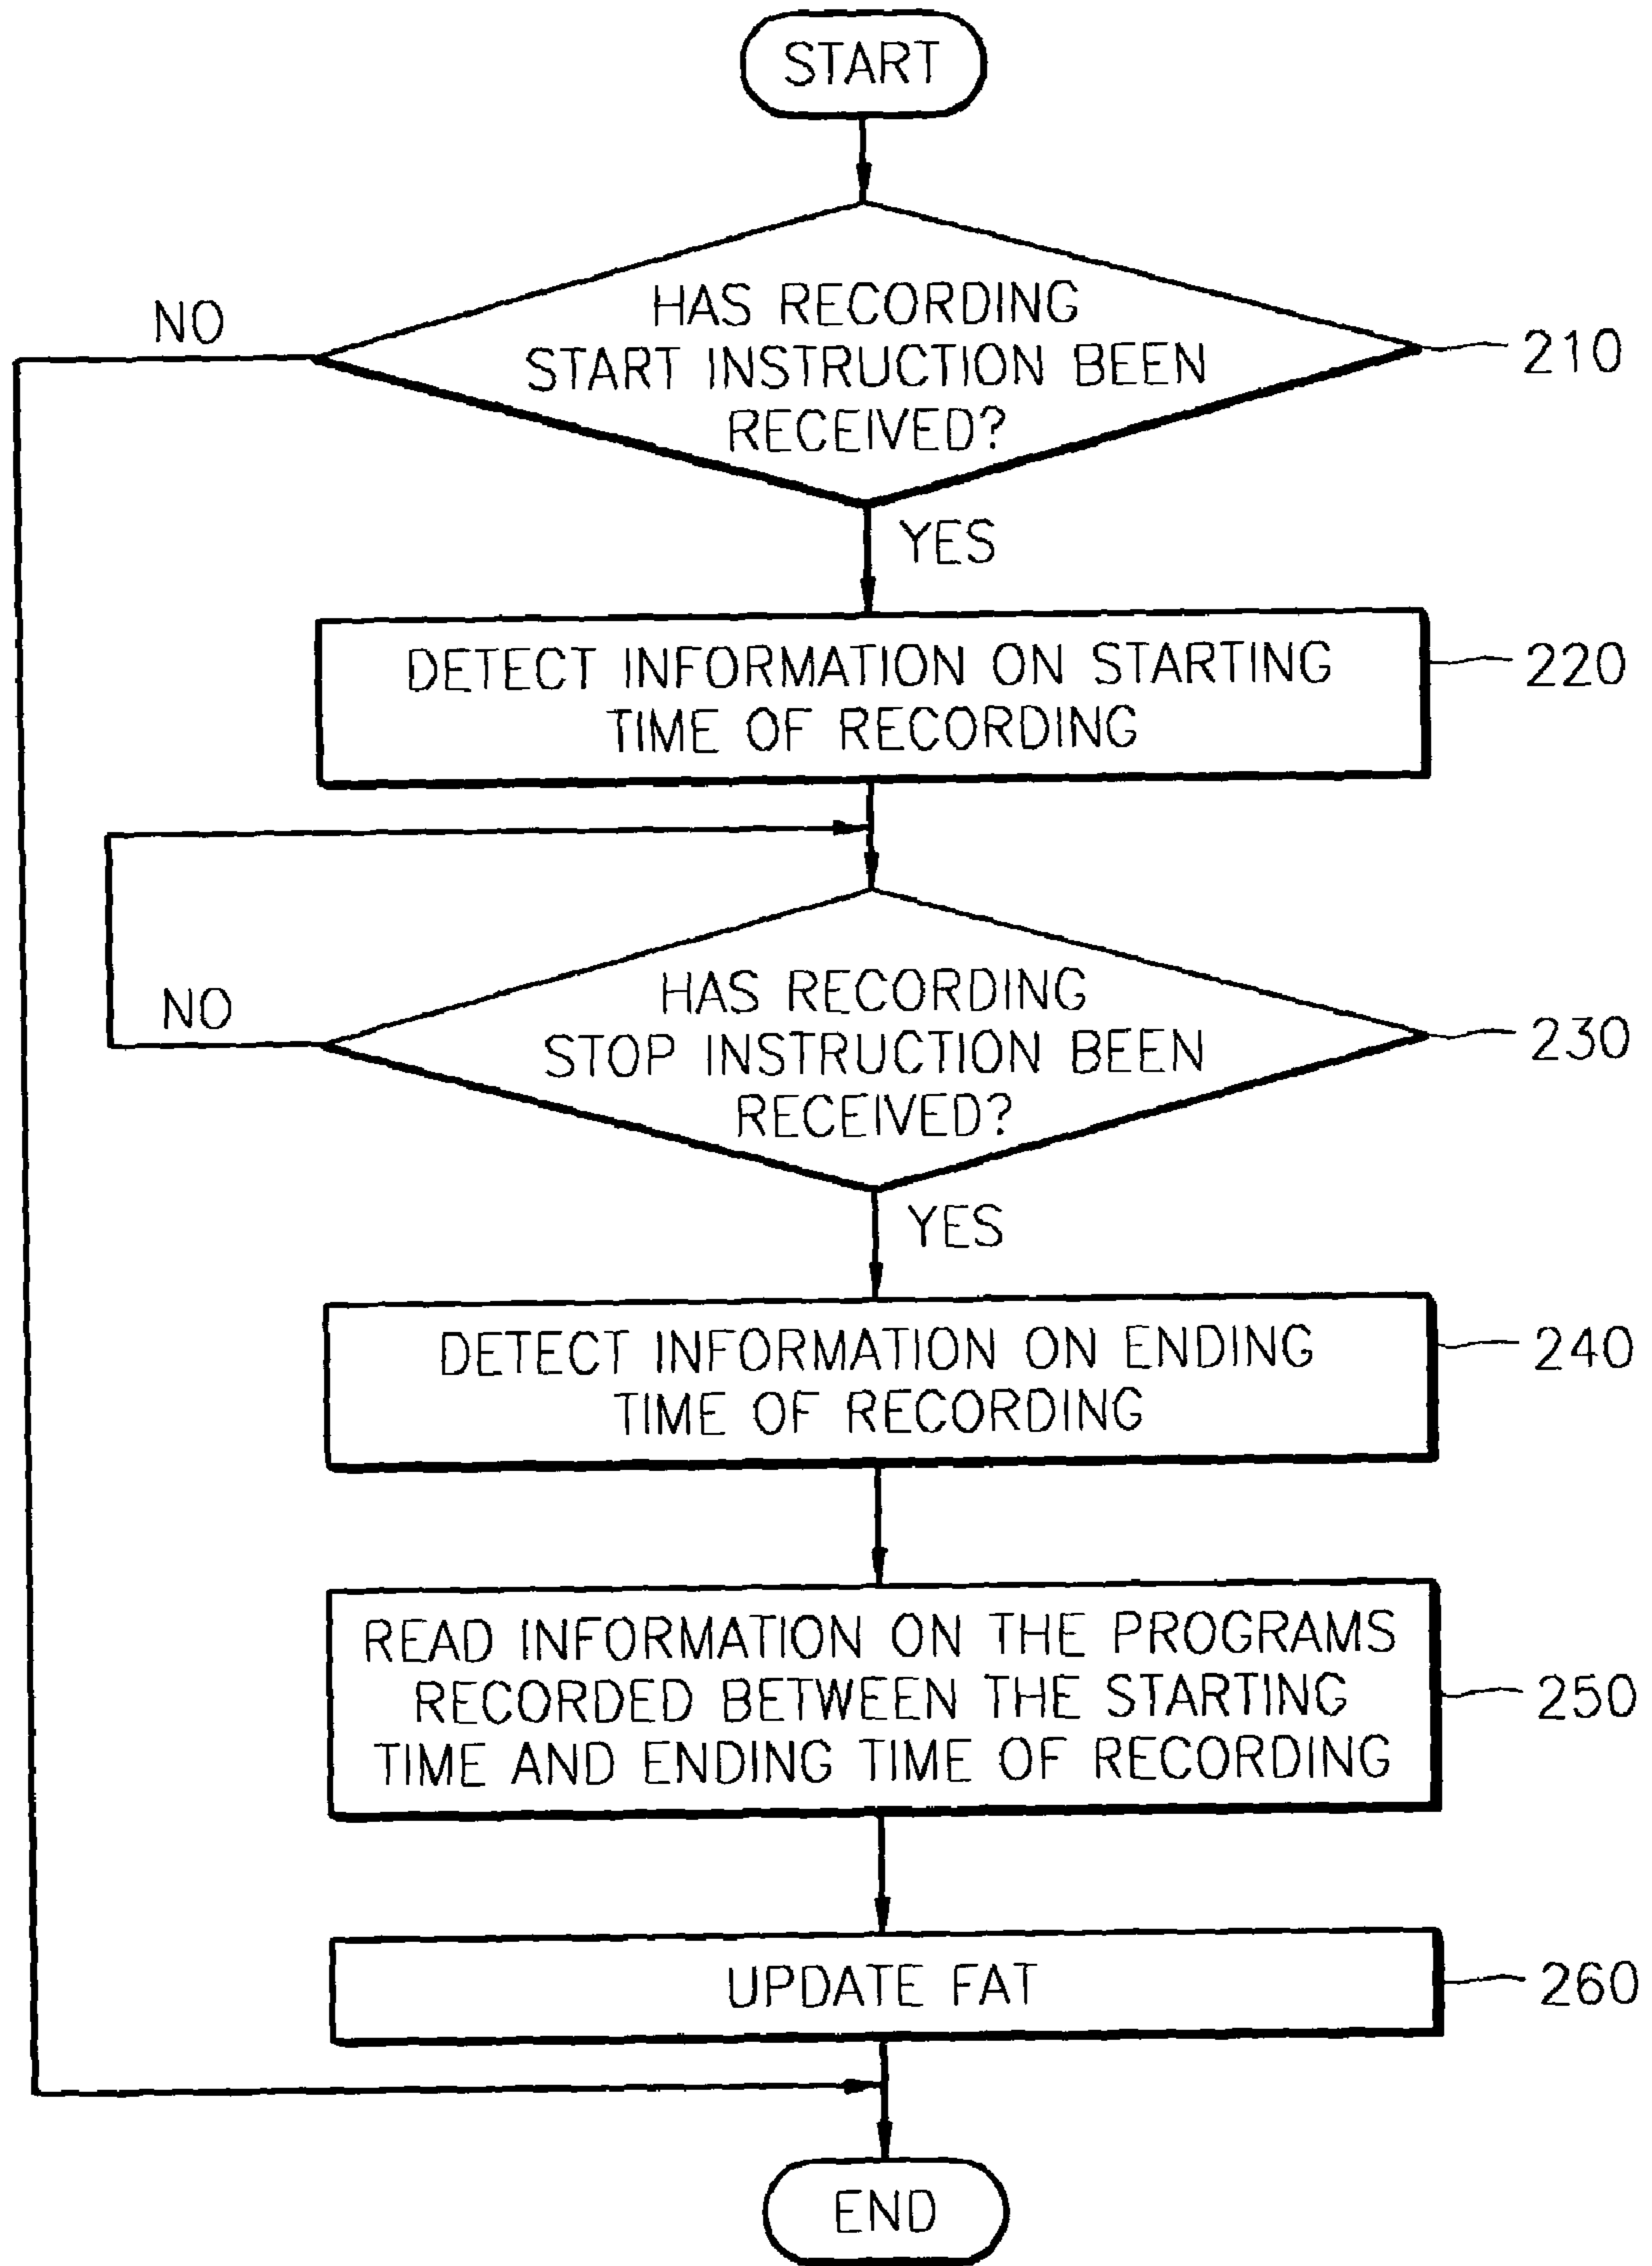 START
HAS RECORDING
NO
START INSTRUCTION BEEN
210
RECEIVED?
YES
DETECT INFORMATION ON STARTING
220
TIME OF RECORDING
HAS RECORDING
NO
STOP INSTRUCTION BEEN
230
RECEIVED?
YES
DETECT INFORMATION ON ENDING
240
TIME OF RECORDING
READ INFORMATION ON THE PROGRAMS
RECORDED BETWEEN THE STARTING
250
TIME AND ENDING TIME OF RECORDING
UPDATE FAT
260
END